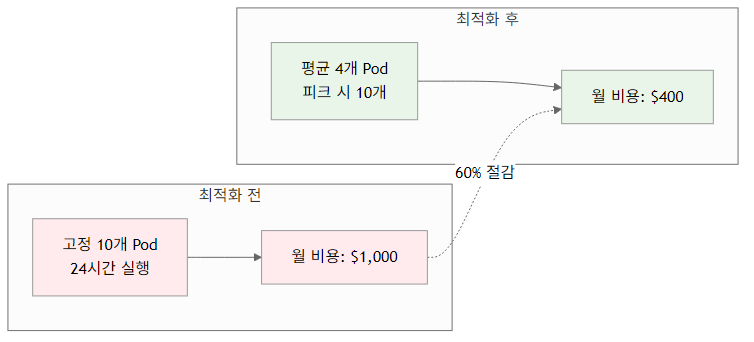 최적화 후
평균 4개 Pod
피크 시 10개
월 비용: $400
60% 절감
최적화 전
고정 10개 Pod
24시간 실행
월 비용: $1,000